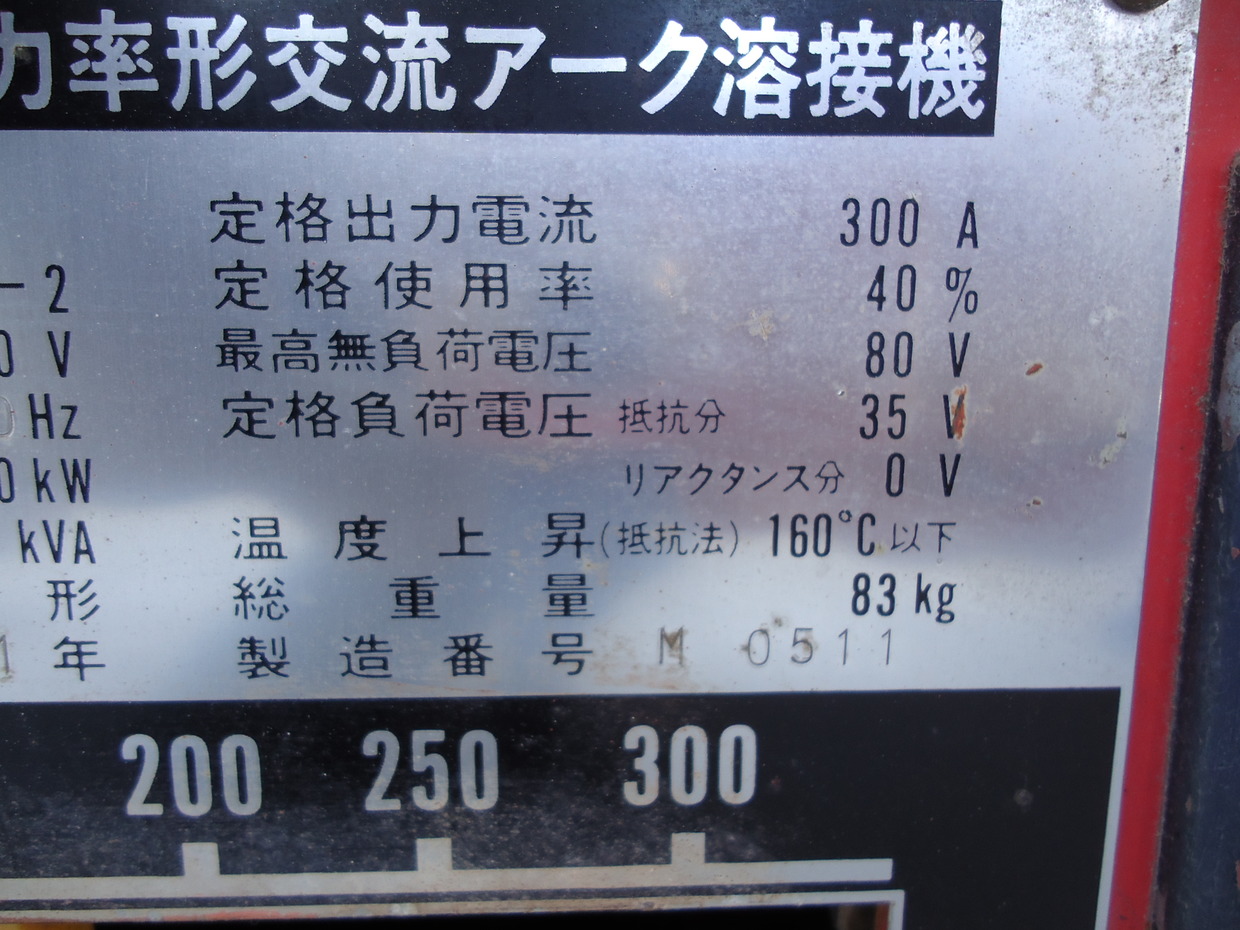 力率形交流アーク溶接機
定格出力電流 300 A
-2 定格使用率 40 %
0 V 最高無負荷電圧 80 V
Hz 定格負荷電圧 抵抗分 35 V
0 kW リアクタンス分 0 V
kVA 温度上昇(抵抗法) 160°C 以下
形 総重量 83 kg
1 年 製造番号 M 0511
200 250 300